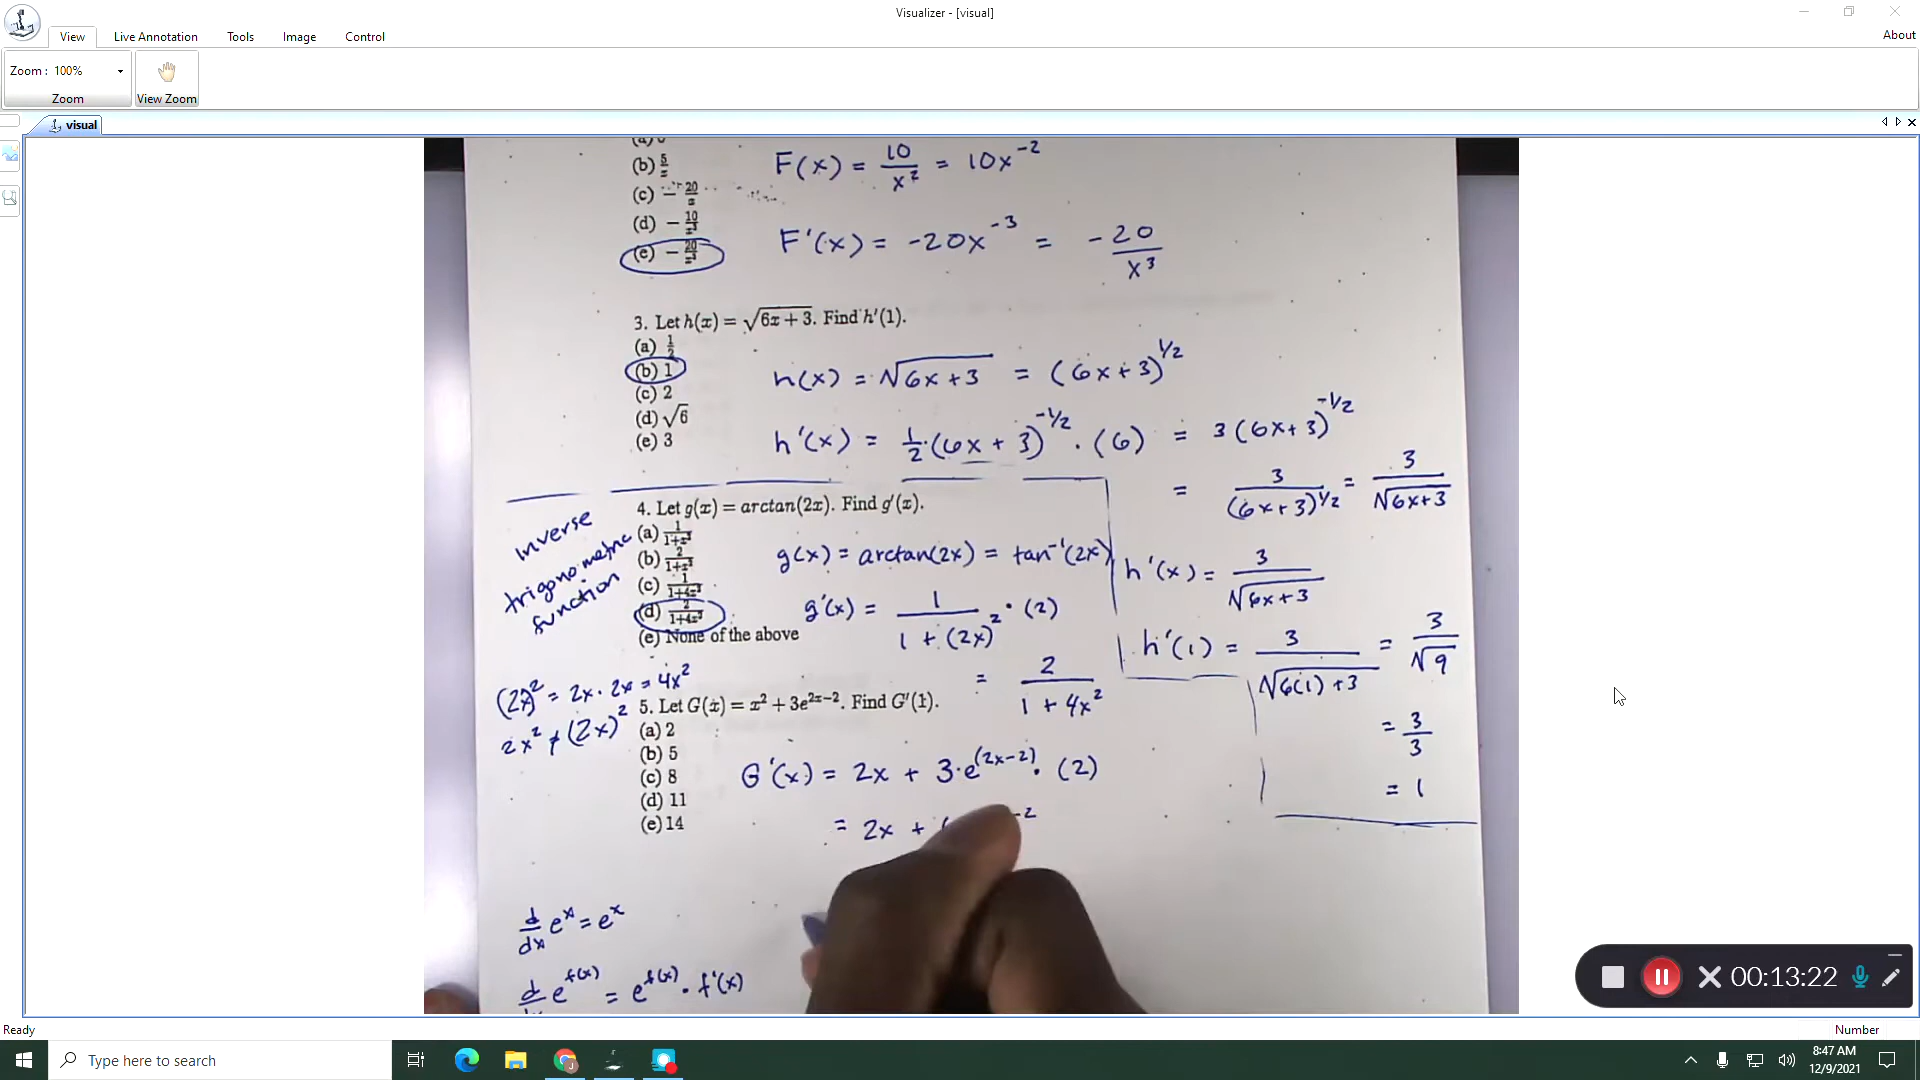 Visualizer - [visual]
View Live Annotation Tools Image Control About
Zoom : 100%
Zoom View Zoom
visual
(b) 5/x
(c) − 20/x
(d) − 10/x³
(e) − 20/x³
F(x) = 10/x² = 10x⁻²
F'(x) = -20x⁻³ = -20/x³
3. Let h(x) = √(6x + 3). Find h'(1).
(a) 1/2
(b) 1
(c) 2
(d) √6
(e) 3
h(x) = √(6x+3) = (6x+3)^(1/2)
h'(x) = 1/2·(6x+3)^(-1/2) · (6) = 3(6x+3)^(-1/2)
= 3/(6x+3)^(1/2) = 3/√(6x+3)
h'(x) = 3/√(6x+3)
h'(1) = 3/√(6(1)+3) = 3/√9
= 3/3
= 1
inverse
trigonometric
function
4. Let g(x) = arctan(2x). Find g'(x).
(a) 1/(1+x²)
(b) 2/(1+x²)
(c) 1/(1+4x²)
(d) 2/(1+4x²)
(e) None of the above
g(x) = arctan(2x) = tan⁻¹(2x)
g'(x) = 1/(1 + (2x)²) · (2)
= 2/(1 + 4x²)
(2x)² = 2x · 2x = 4x²
2x² ≠ (2x)²
5. Let G(x) = x² + 3e^(2x−2). Find G'(1).
(a) 2
(b) 5
(c) 8
(d) 11
(e) 14
G'(x) = 2x + 3·e^(2x-2) · (2)
= 2x + -2
d/dx e^x = e^x
d/dx e^f(x) = e^f(x) · f'(x)
00:13:22
Ready Number
Type here to search
8:47 AM
12/9/2021